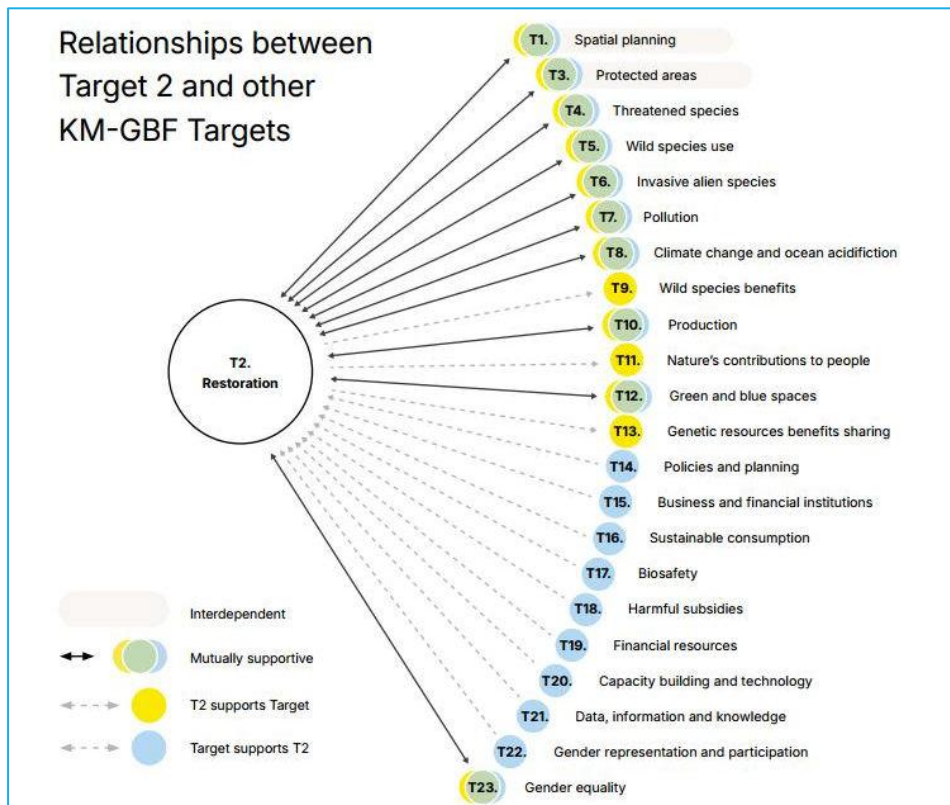 Relationships between
Target 2 and other
KM-GBF Targets
T1. Spatial planning
T3. Protected areas
T4. Threatened species
T5. Wild species use
T6. Invasive alien species
T7. Pollution
T8. Climate change and ocean acidifiction
T9. Wild species benefits
T10. Production
T11. Nature's contributions to people
T12. Green and blue spaces
T13. Genetic resources benefits sharing
T14. Policies and planning
T15. Business and financial institutions
T16. Sustainable consumption
T17. Biosafety
T18. Harmful subsidies
T19. Financial resources
T20. Capacity building and technology
T21. Data, information and knowledge
T22. Gender representation and participation
T23. Gender equality
T2.
Restoration
Interdependent
Mutually supportive
T2 supports Target
Target supports T2